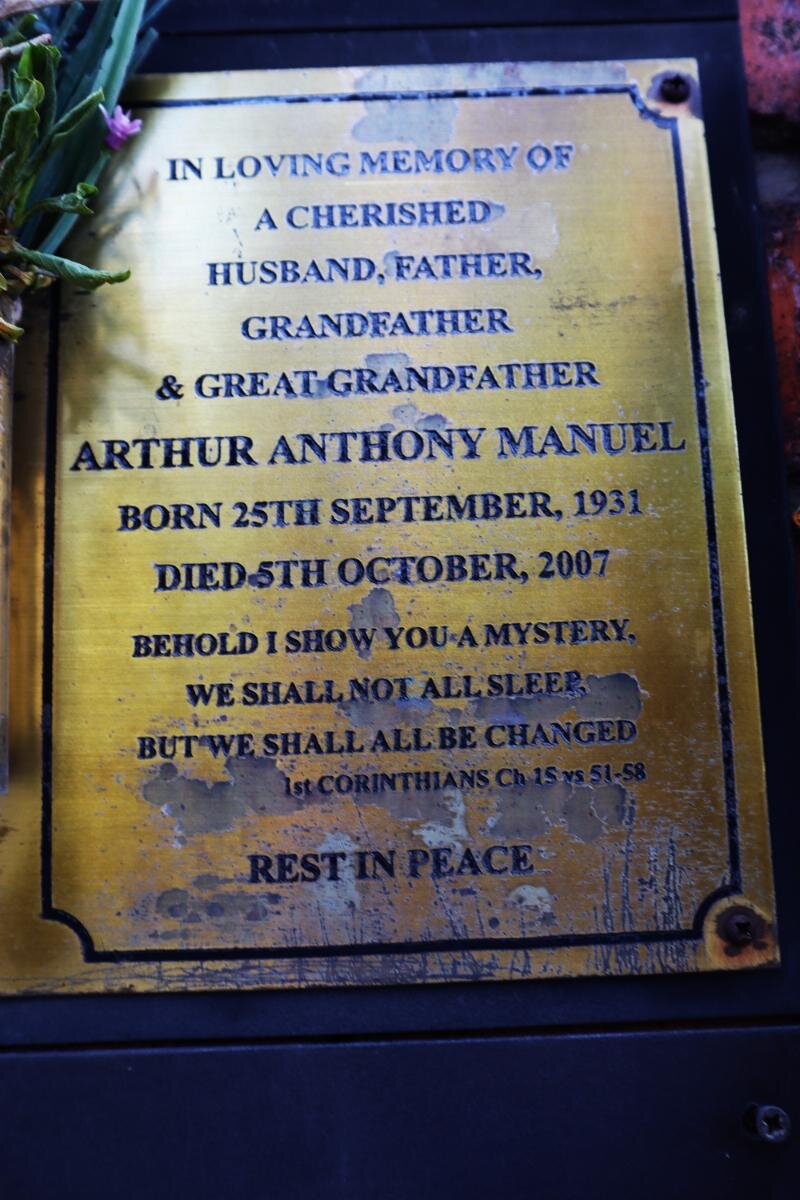 IN LOVING MEMORY OF
A CHERISHED
HUSBAND, FATHER,
GRANDFATHER
& GREAT GRANDFATHER
ARTHUR ANTHONY MANUEL
BORN 25TH SEPTEMBER, 1931
DIED 5TH OCTOBER, 2007
BEHOLD I SHOW YOU A MYSTERY,
WE SHALL NOT ALL SLEEP,
BUT WE SHALL ALL BE CHANGED
1st CORINTHIANS Ch 15 vs 51-58
REST IN PEACE